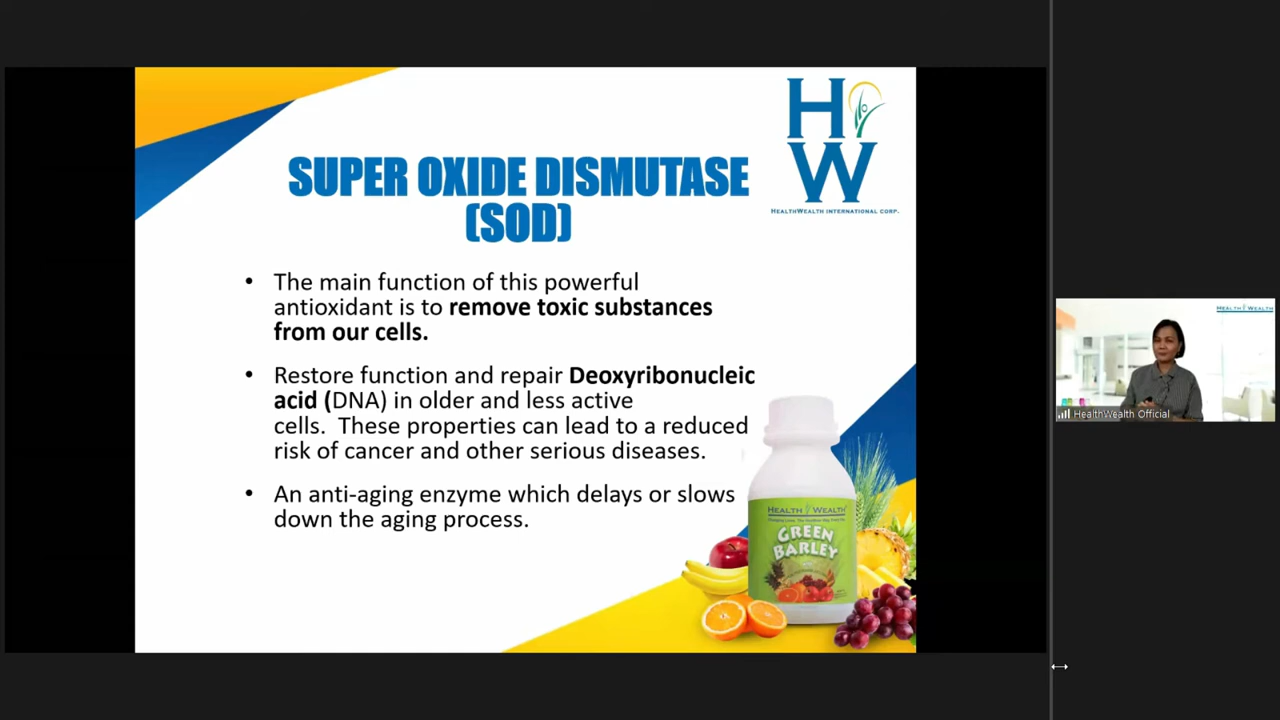 H
W
HEALTHWEALTH INTERNATIONAL CORP.
SUPER OXIDE DISMUTASE
(SOD)
• The main function of this powerful
antioxidant is to remove toxic substances
from our cells.
• Restore function and repair Deoxyribonucleic
acid (DNA) in older and less active
cells. These properties can lead to a reduced
risk of cancer and other serious diseases.
• An anti-aging enzyme which delays or slows
down the aging process.
HEALTH WEALTH
GREEN
BARLEY
HEALTH WEALTH
HealthWealth Official